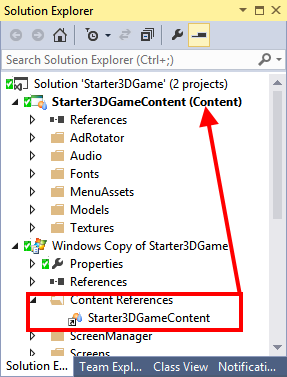 Solution Explorer
Search Solution Explorer (Ctrl+;)
Solution 'Starter3DGame' (2 projects)
Starter3DGameContent (Content)
References
AdRotator
Audio
Fonts
MenuAssets
Models
Textures
Windows Copy of Starter3DGame
Properties
References
Content References
Starter3DGameContent
ScreenManager
Screens
Solution E... Team Expl... Class View Notificati...